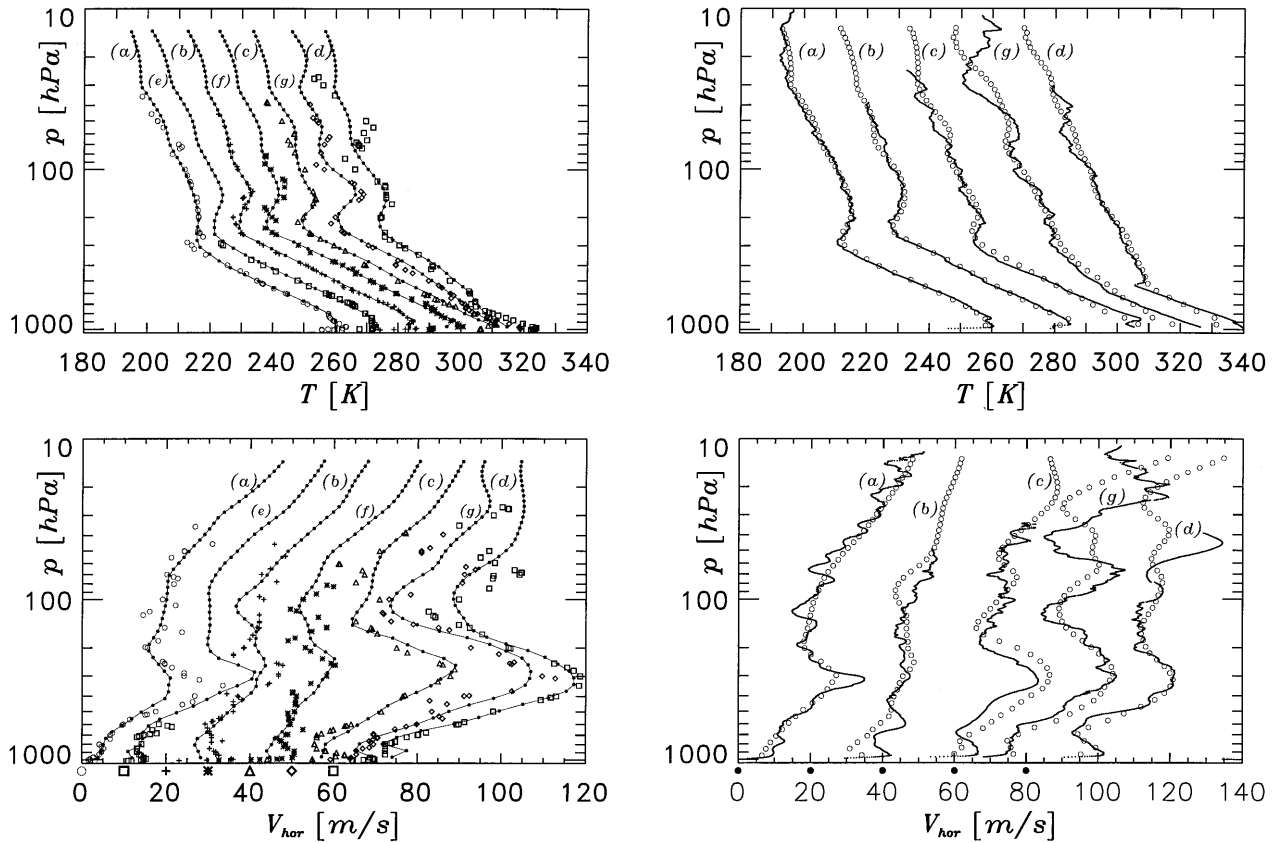 10
100
1000
p [hPa]
(a) (b) (c) (d)
(e) (f) (g)
180 200 220 240 260 280 300 320 340
T [K]
10
100
1000
p [hPa]
(a) (b) (c) (g) (d)
180 200 220 240 260 280 300 320 340
T [K]
10
100
1000
p [hPa]
(a) (b) (c) (d)
(e) (f) (g)
0 20 40 60 80 100 120
V_hor [m/s]
10
100
1000
p [hPa]
(a) (b) (c) (g) (d)
0 20 40 60 80 100 120 140
V_hor [m/s]